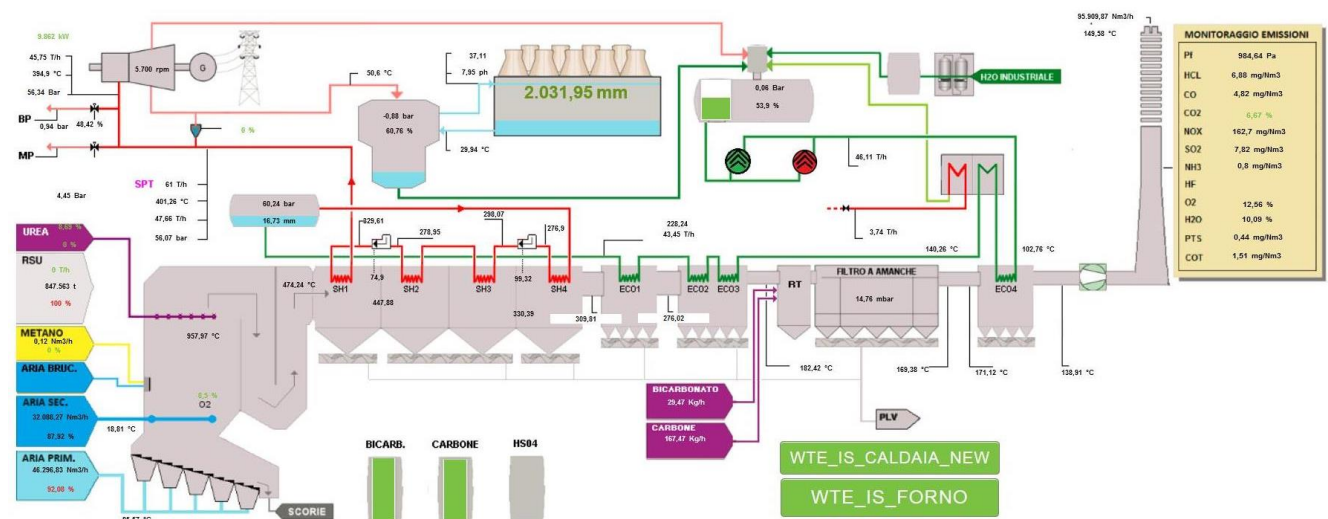 9.862 kW
45,75 T/h
394,9 °C
56,34 Bar
5.700 rpm
G
BP
0,94 bar
48,42 %
MP
0 %
50,6 °C
37,11
7,95 ph
2.031,95 mm
-0,88 bar
60,76 %
29,94 °C
0,06 Bar
53,9 %
H2O INDUSTRIALE
46,11 T/h
3,74 T/h
95.909,87 Nm3/h
149,58 °C
MONITORAGGIO EMISSIONI
Pf 984,64 Pa
HCL 6,88 mg/Nm3
CO 4,82 mg/Nm3
CO2 6,67 %
NOX 162,7 mg/Nm3
SO2 7,82 mg/Nm3
NH3 0,8 mg/Nm3
HF
O2 12,56 %
H2O 10,09 %
PTS 0,44 mg/Nm3
COT 1,51 mg/Nm3
4,45 Bar
SPT
61 T/h
401,26 °C
47,66 T/h
56,07 bar
60,24 bar
16,73 mm
329,61
278,95
298,07
276,9
228,24
43,45 T/h
140,26 °C
102,76 °C
UREA
0 %
RSU
0 T/h
847.563 t
100 %
METANO
0,12 Nm3/h
0 %
ARIA BRUC.
ARIA SEC.
32.098,27 Nm3/h
87,92 %
18,81 °C
ARIA PRIM.
46.296,83 Nm3/h
92,08 %
957,97 °C
O2
SCORIE
474,24 °C
SH1
74,9
SH2
SH3
99,32
SH4
447,88
330,39
309,81
ECO1
276,02
ECO2
ECO3
RT
FILTRO A AMANCHE
14,76 mbar
ECO4
182,42 °C
169,38 °C
171,12 °C
138,91 °C
BICARBONATO
29,47 Kg/h
CARBONE
167,47 Kg/h
PLV
BICARB.
CARBONE
HS04
WTE_IS_CALDAIA_NEW
WTE_IS_FORNO